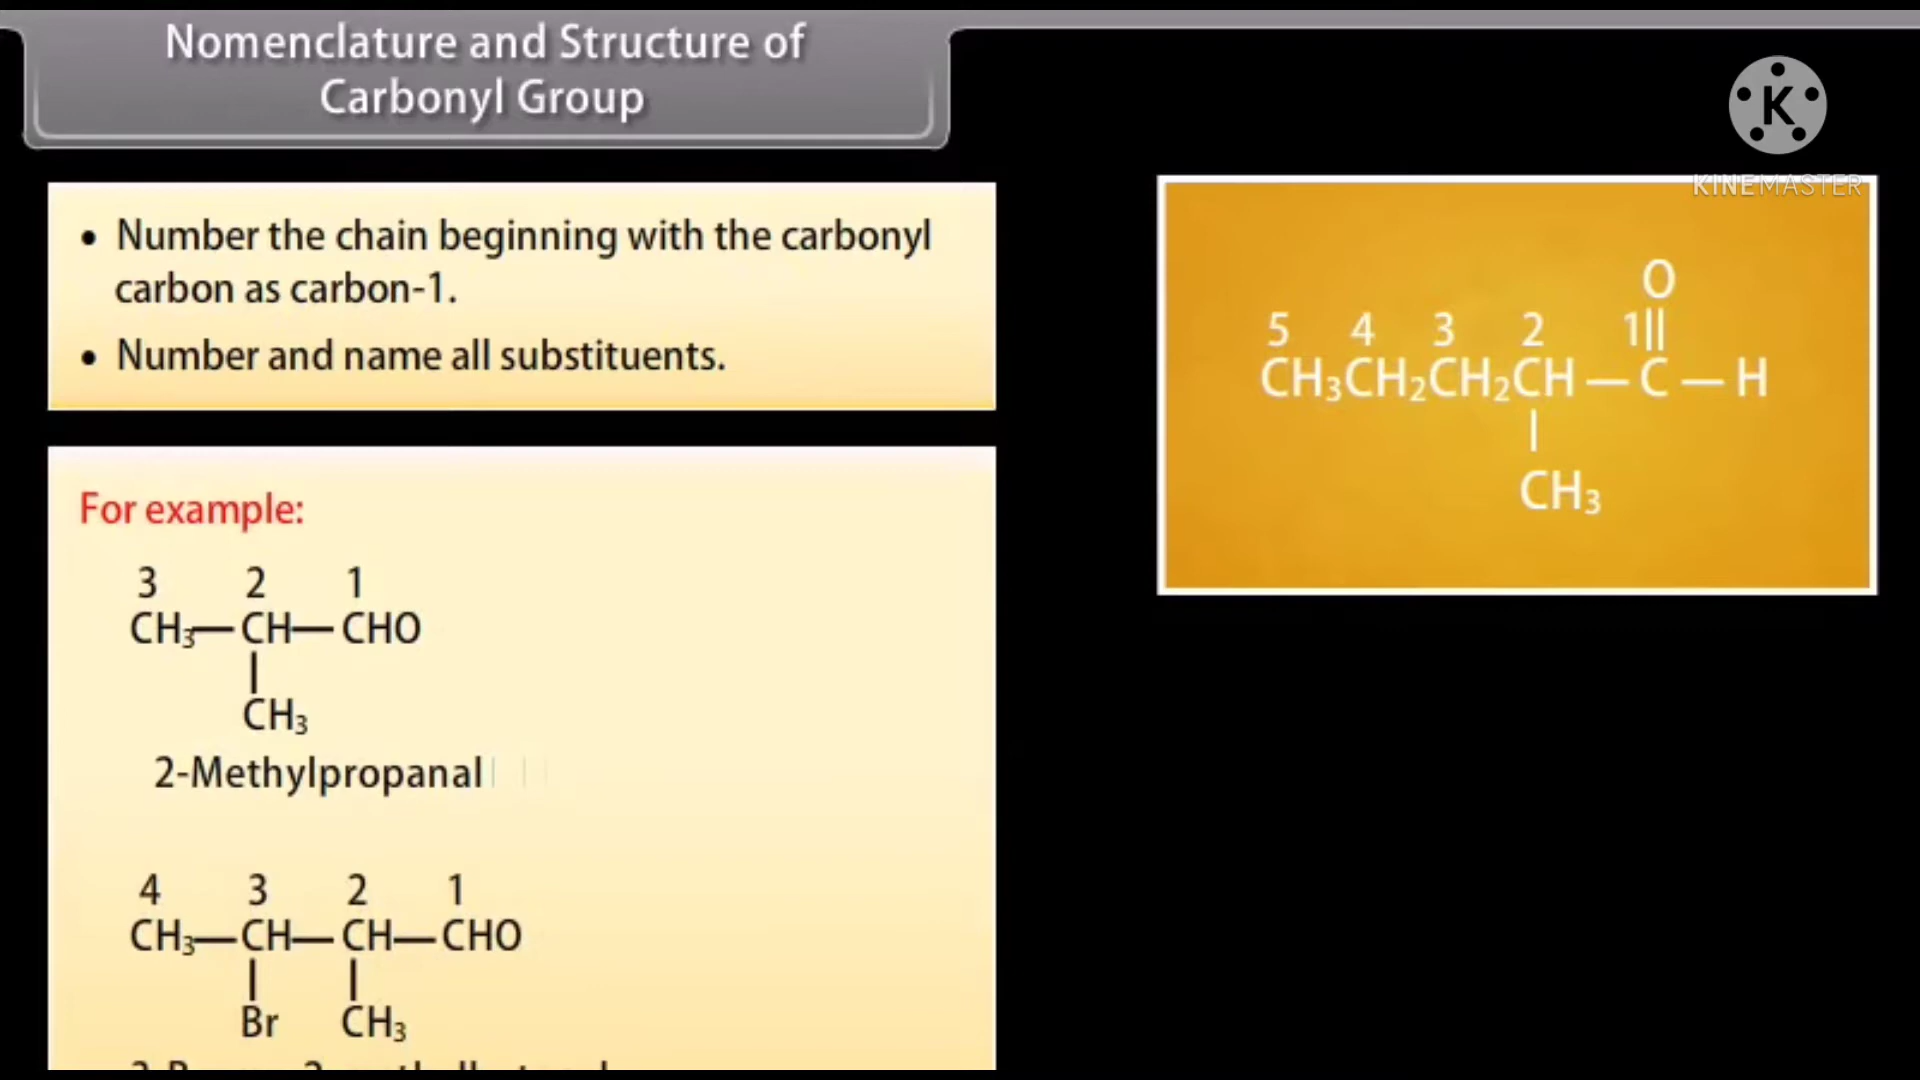 Nomenclature and Structure of
Carbonyl Group
K
KINEMASTER
• Number the chain beginning with the carbonyl
carbon as carbon-1.
• Number and name all substituents.
O
5 4 3 2 1||
CH₃CH₂CH₂CH — C — H
|
CH₃
For example:
3 2 1
CH₃—CH—CHO
|
CH₃
2-Methylpropanal
4 3 2 1
CH₃—CH—CH—CHO
| |
Br CH₃